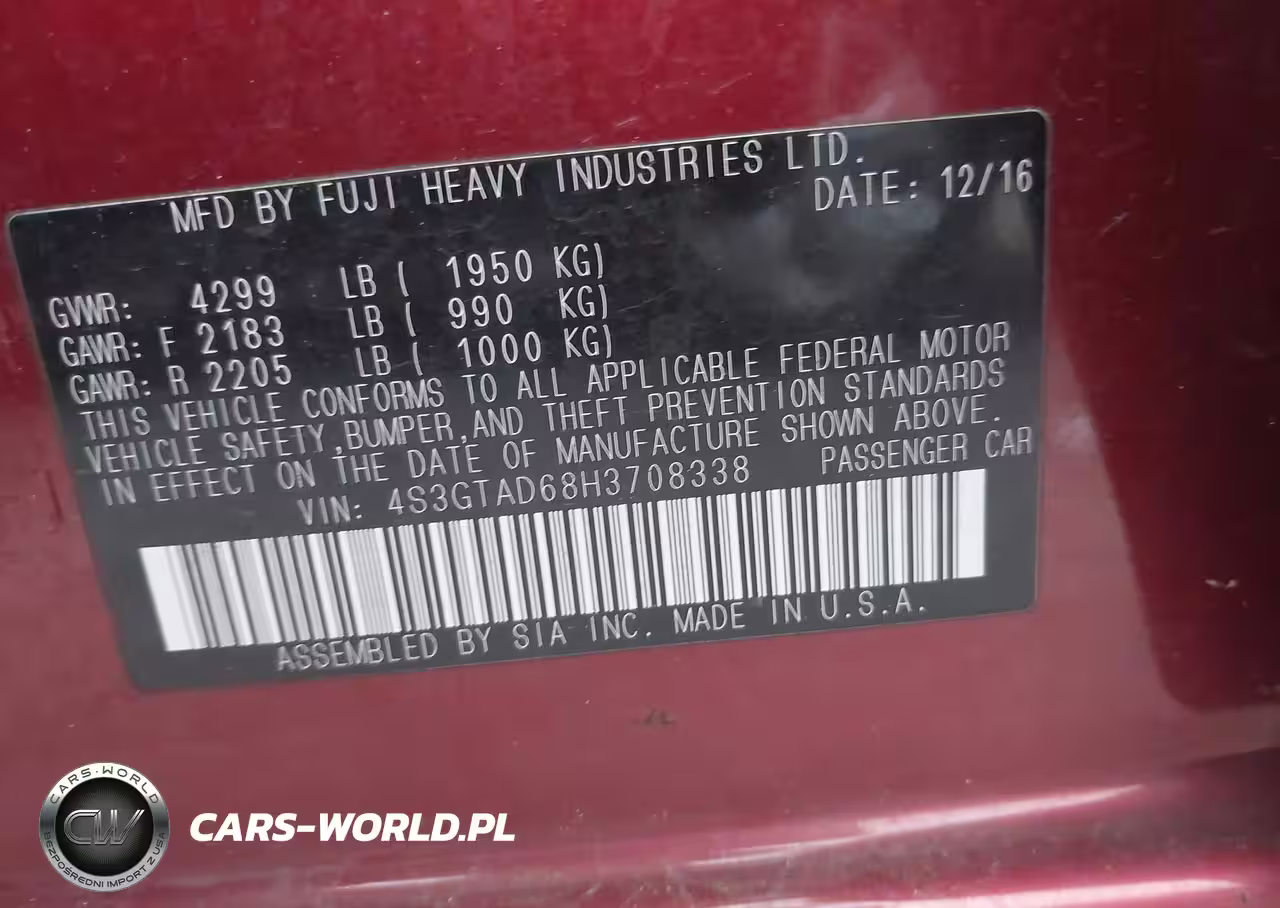 MFD BY FUJI HEAVY INDUSTRIES LTD.
DATE: 12/16
GVWR: 4299 LB ( 1950 KG)
GAWR: F 2183 LB ( 990 KG)
GAWR: R 2205 LB ( 1000 KG)
THIS VEHICLE CONFORMS TO ALL APPLICABLE FEDERAL MOTOR
VEHICLE SAFETY,BUMPER,AND THEFT PREVENTION STANDARDS
IN EFFECT ON THE DATE OF MANUFACTURE SHOWN ABOVE.
VIN: 4S3GTAD68H3708338 PASSENGER CAR
ASSEMBLED BY SIA INC. MADE IN U.S.A.
CARS-WORLD
CW
BEZPOŚREDNI IMPORT Z USA
CARS-WORLD.PL